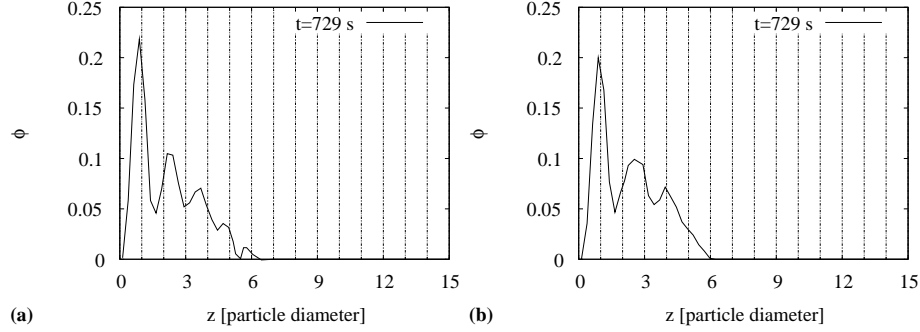 0.25
0.2
0.15
0.1
0.05
0
ϕ
t=729 s
0 3 6 9 12 15
z [particle diameter]
(a)
0.25
0.2
0.15
0.1
0.05
0
ϕ
t=729 s
0 3 6 9 12 15
z [particle diameter]
(b)